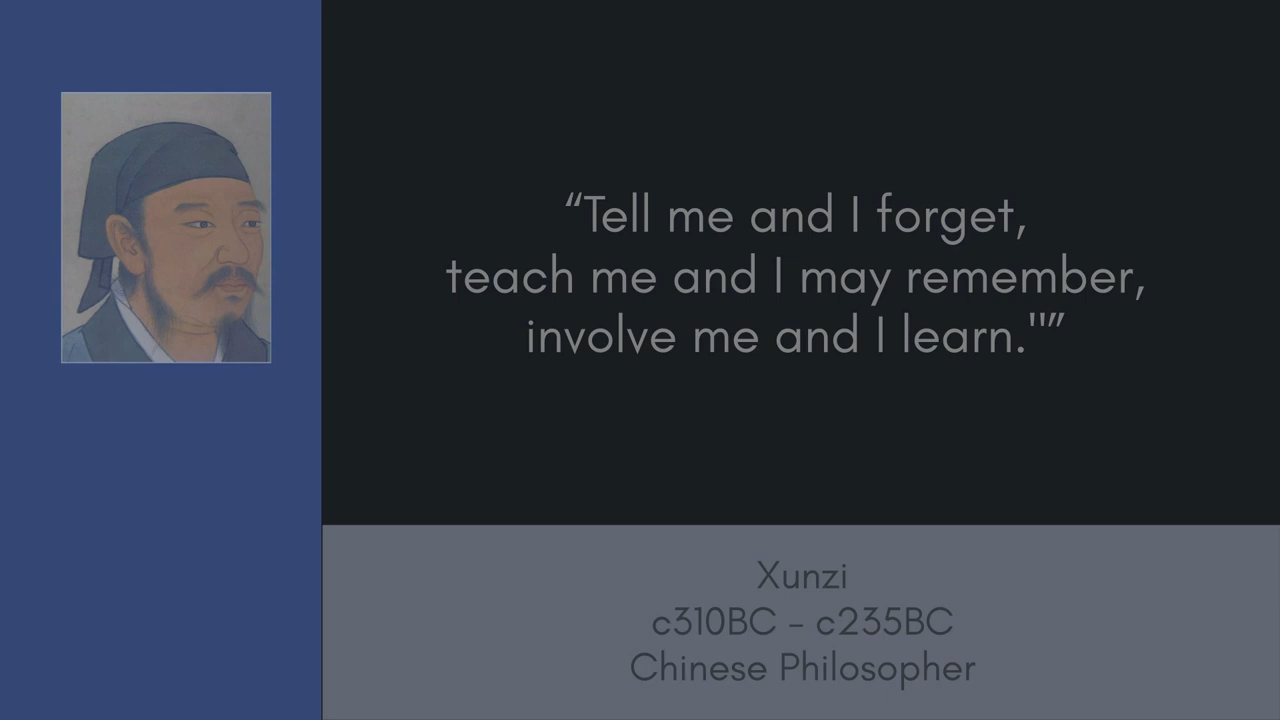 “Tell me and I forget,
teach me and I may remember,
involve me and I learn."”
Xunzi
c310BC - c235BC
Chinese Philosopher